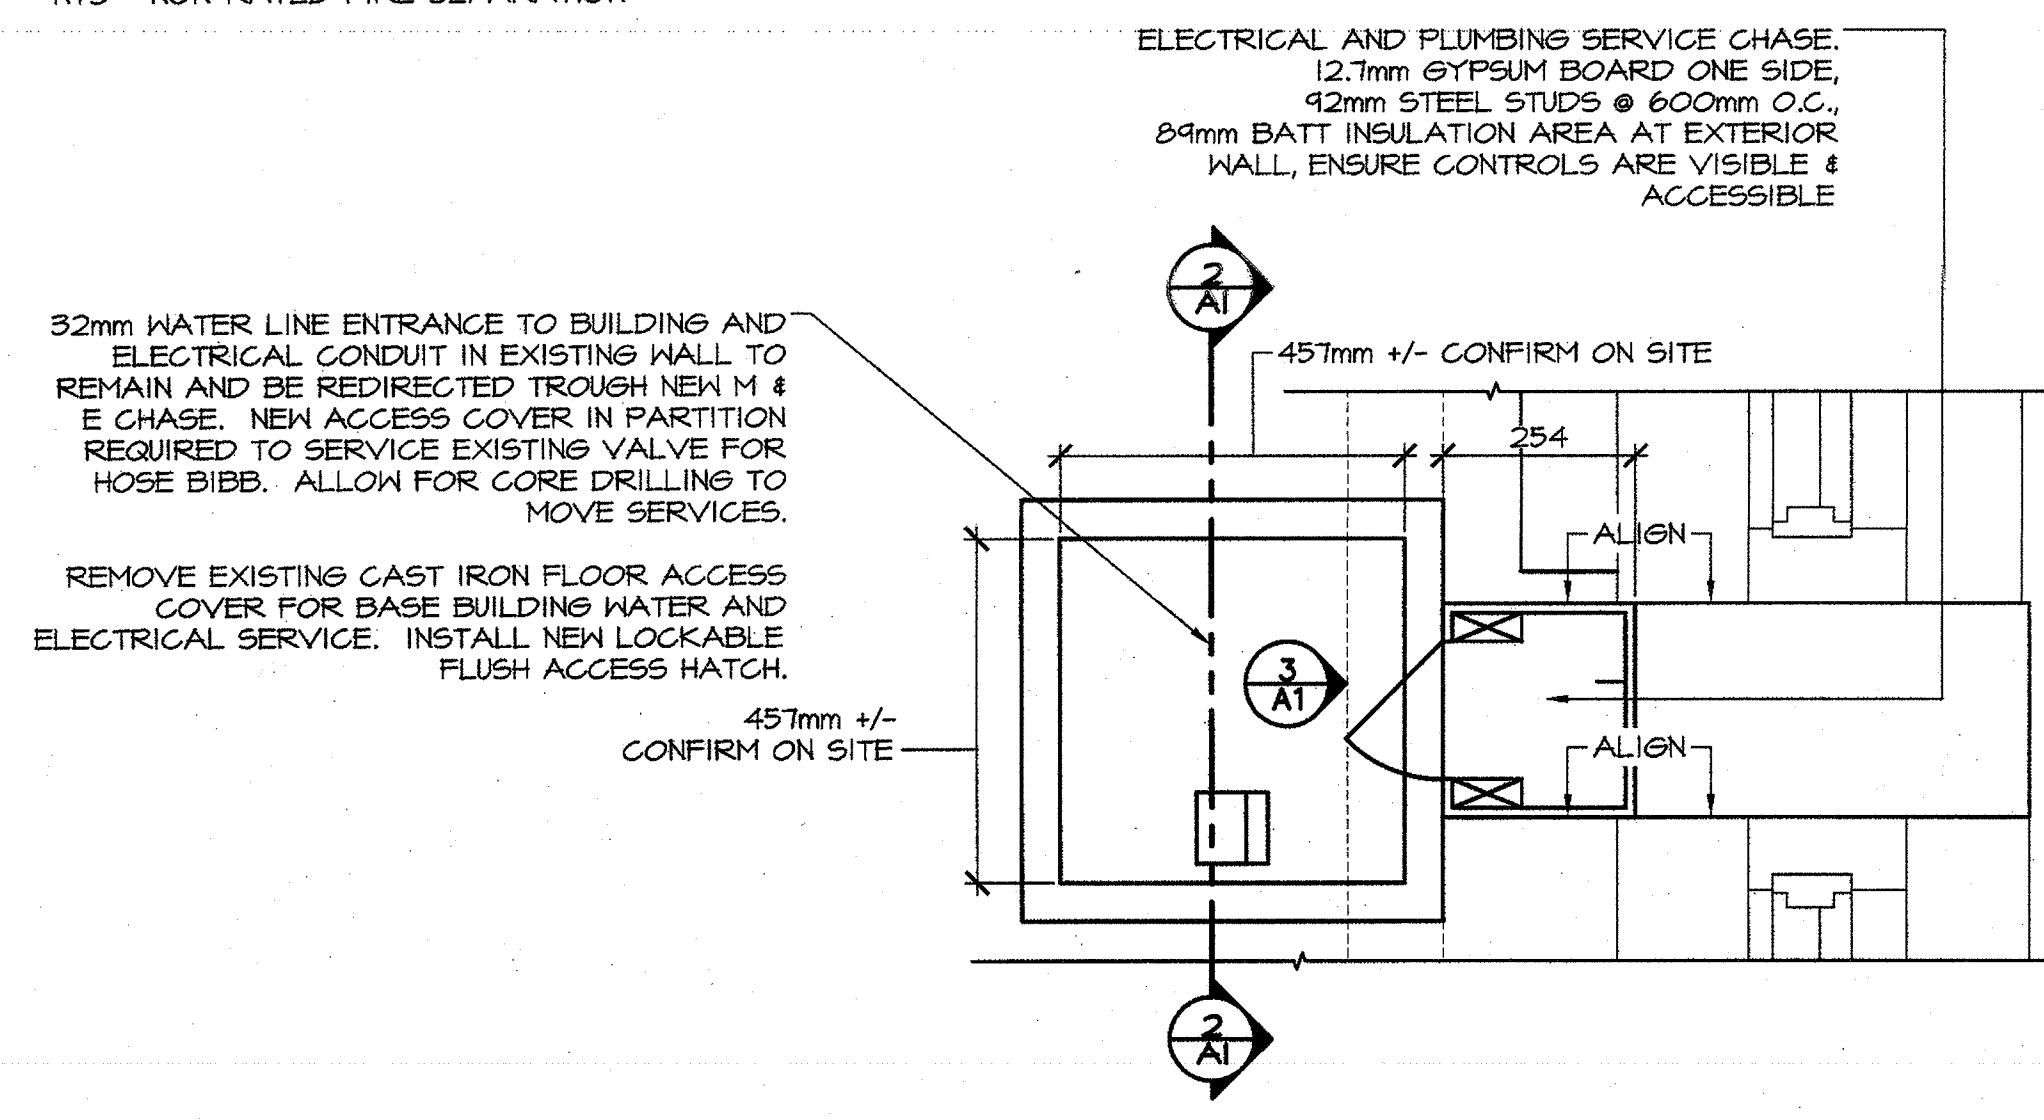 ELECTRICAL AND PLUMBING SERVICE CHASE.
12.7mm GYPSUM BOARD ONE SIDE,
92mm STEEL STUDS @ 600mm O.C.,
89mm BATT INSULATION AREA AT EXTERIOR
WALL, ENSURE CONTROLS ARE VISIBLE &
ACCESSIBLE
2
A1
32mm WATER LINE ENTRANCE TO BUILDING AND
ELECTRICAL CONDUIT IN EXISTING WALL TO
REMAIN AND BE REDIRECTED TROUGH NEW M &
E CHASE. NEW ACCESS COVER IN PARTITION
REQUIRED TO SERVICE EXISTING VALVE FOR
HOSE BIBB. ALLOW FOR CORE DRILLING TO
MOVE SERVICES.
457mm +/- CONFIRM ON SITE
254
ALIGN
REMOVE EXISTING CAST IRON FLOOR ACCESS
COVER FOR BASE BUILDING WATER AND
ELECTRICAL SERVICE. INSTALL NEW LOCKABLE
FLUSH ACCESS HATCH.
3
A1
457mm +/-
CONFIRM ON SITE
ALIGN
2
A1